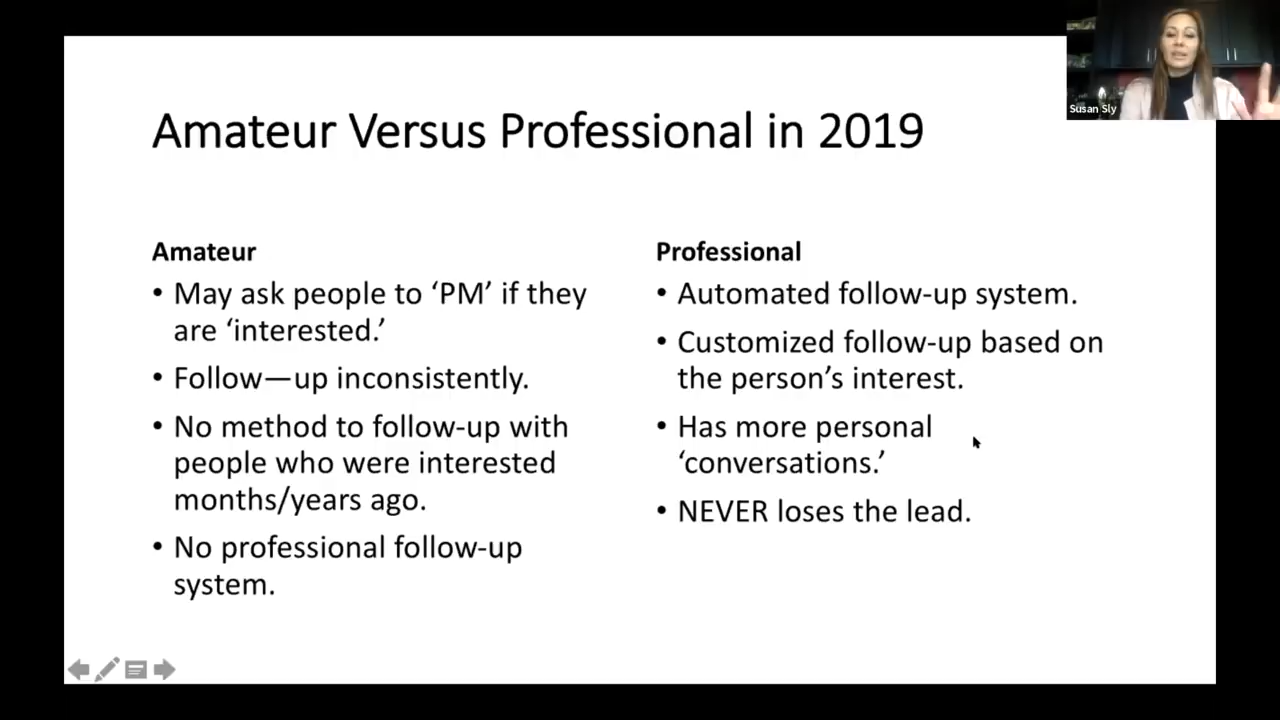 Susan Sly
Amateur Versus Professional in 2019
Amateur
• May ask people to ‘PM’ if they
are ‘interested.’
• Follow—up inconsistently.
• No method to follow-up with
people who were interested
months/years ago.
• No professional follow-up
system.
Professional
• Automated follow-up system.
• Customized follow-up based on
the person’s interest.
• Has more personal
‘conversations.’
• NEVER loses the lead.